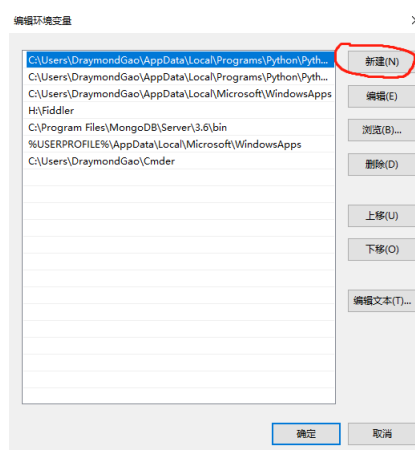 编辑环境变量
C:\Users\DraymondGao\AppData\Local\Programs\Python\Pyth...
新建(N)
C:\Users\DraymondGao\AppData\Local\Programs\Python\Pyth...
C:\Users\DraymondGao\AppData\Local\Microsoft\WindowsApps
编辑(E)
H:\Fiddler
C:\Program Files\MongoDB\Server\3.6\bin
浏览(B)...
%USERPROFILE%\AppData\Local\Microsoft\WindowsApps
C:\Users\DraymondGao\Cmder
删除(D)
上移(U)
下移(O)
编辑文本(T)...
确定
取消